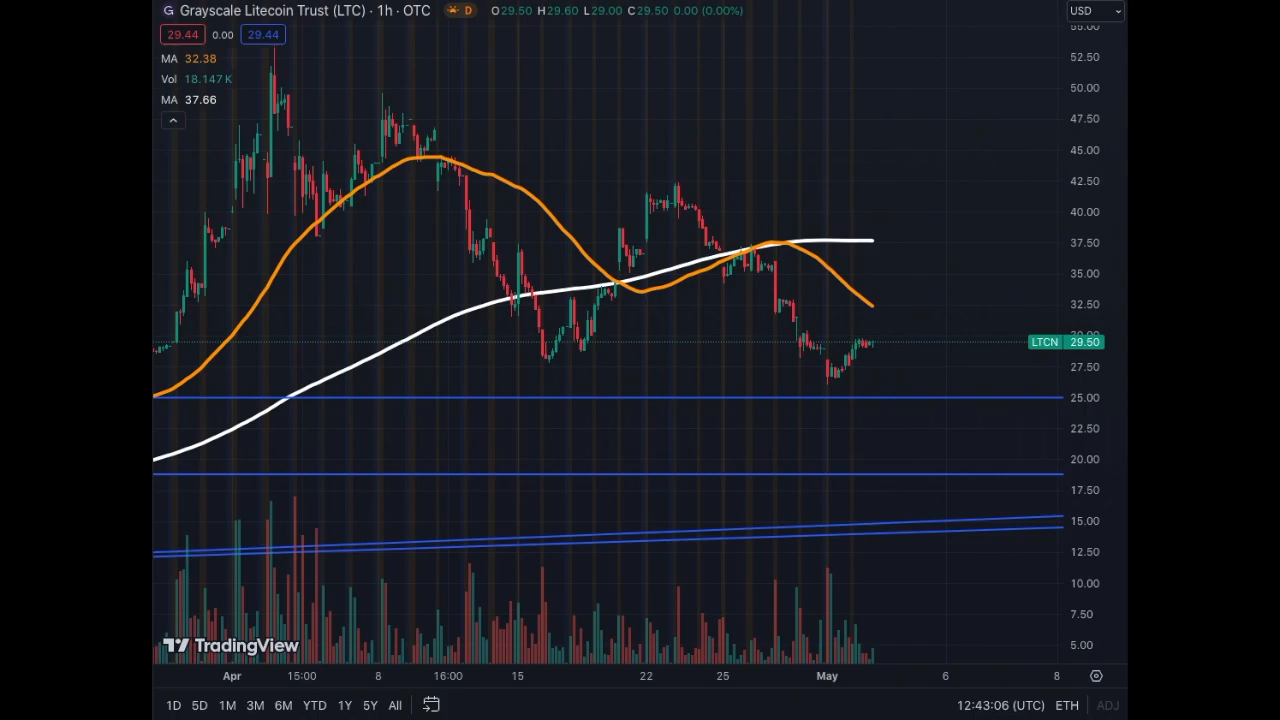 G Grayscale Litecoin Trust (LTC) · 1h · OTC D O29.50 H29.60 L29.00 C29.50 0.00 (0.00%) USD
29.44 0.00 29.44
MA 32.38
Vol 18.147 K
MA 37.66
55.00
52.50
50.00
47.50
45.00
42.50
40.00
37.50
35.00
32.50
30.00
LTCN 29.50
27.50
25.00
22.50
20.00
17.50
15.00
12.50
10.00
7.50
5.00
TradingView
Apr 15:00 8 16:00 15 22 25 May 6 8
1D 5D 1M 3M 6M YTD 1Y 5Y All 12:43:06 (UTC) ETH ADJ